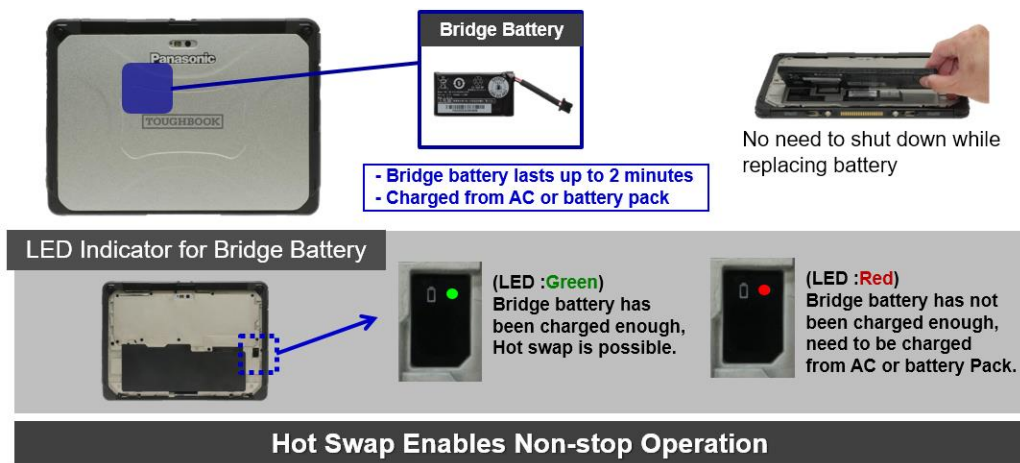 Panasonic
TOUGHBOOK
Bridge Battery
- Bridge battery lasts up to 2 minutes
- Charged from AC or battery pack
No need to shut down while
replacing battery
LED Indicator for Bridge Battery
(LED :Green)
Bridge battery has
been charged enough,
Hot swap is possible.
(LED :Red)
Bridge battery has not
been charged enough,
need to be charged
from AC or battery Pack.
Hot Swap Enables Non-stop Operation